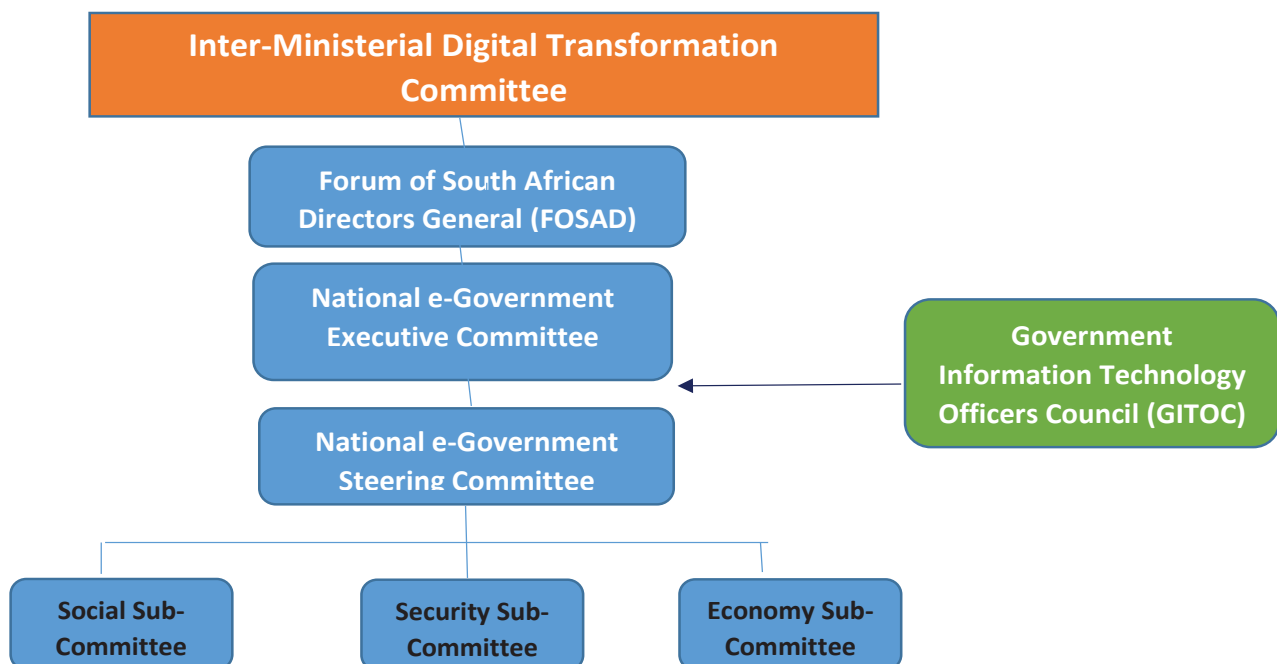 Inter-Ministerial Digital Transformation
Committee
Forum of South African
Directors General (FOSAD)
National e-Government
Executive Committee
Government
Information Technology
Officers Council (GITOC)
National e-Government
Steering Committee
Social Sub-
Committee
Security Sub-
Committee
Economy Sub-
Committee